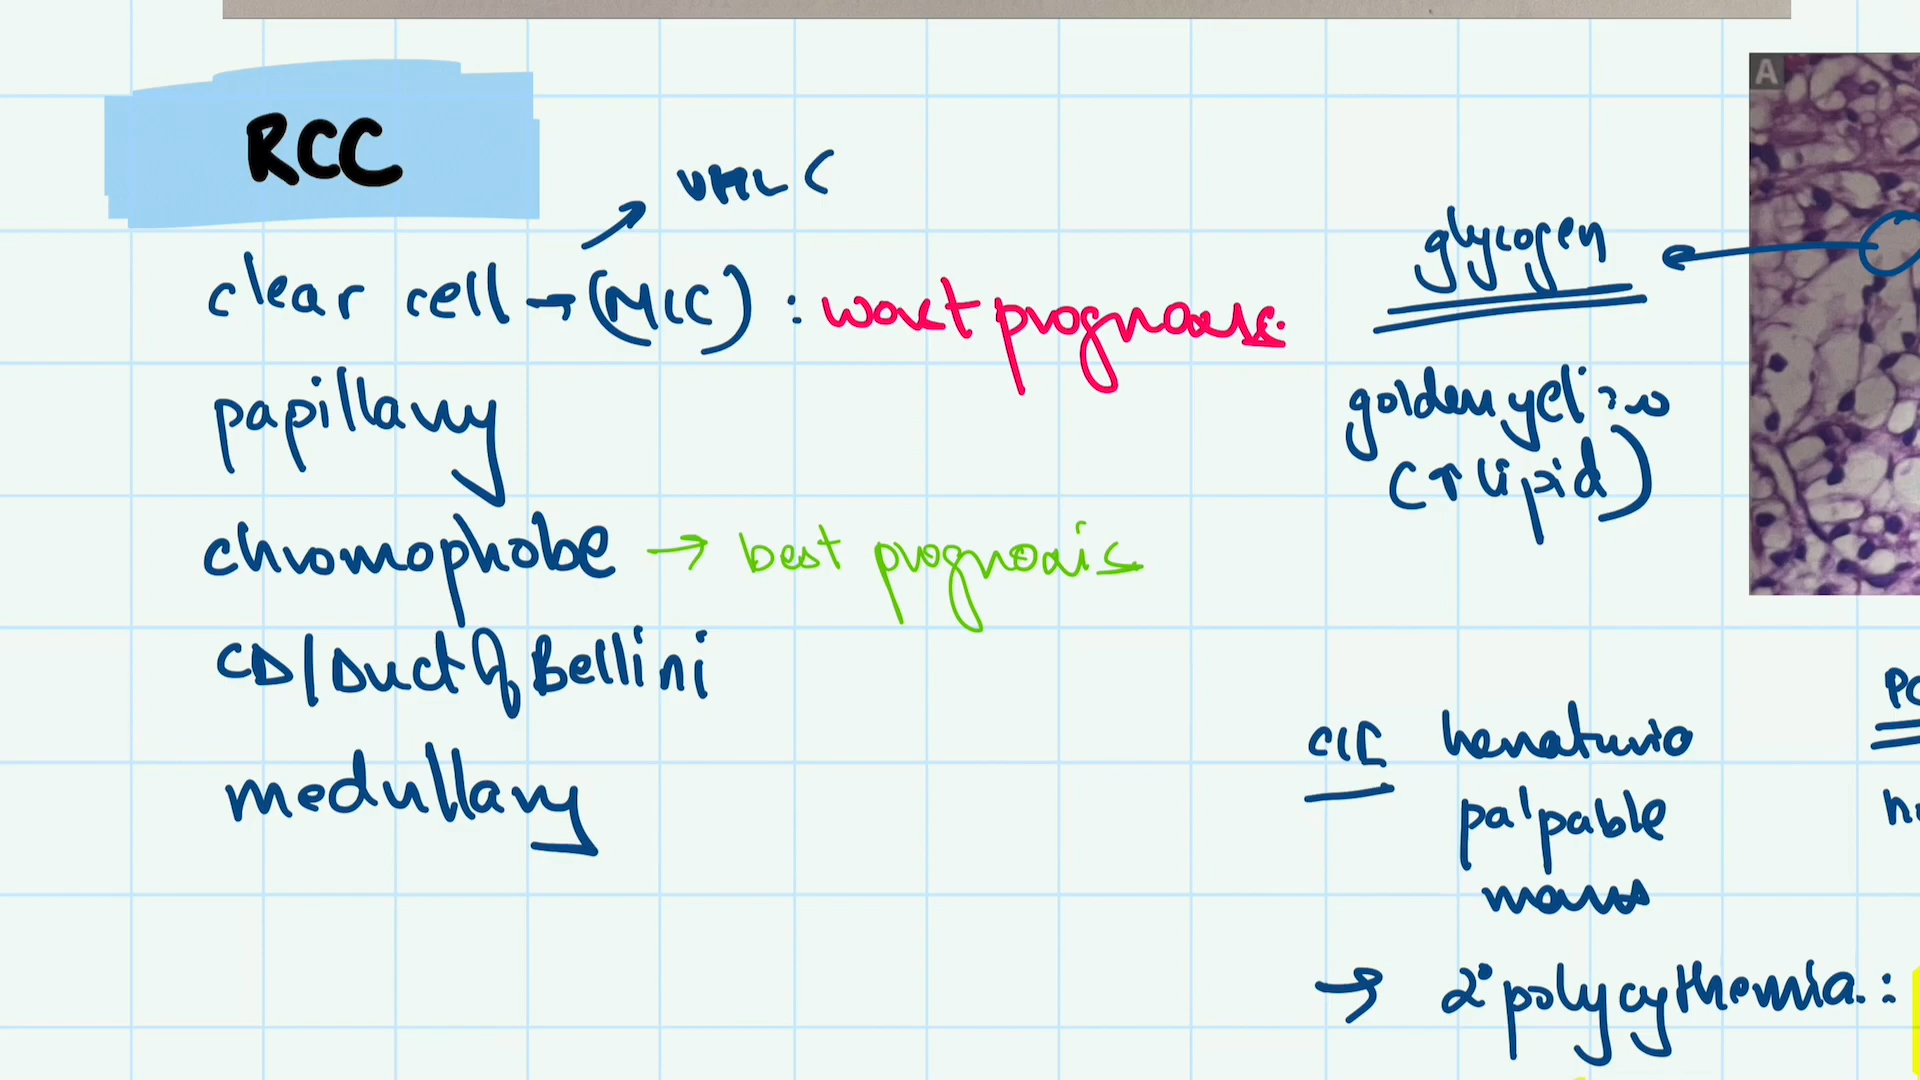 RCC
VHL (
clear cell → (MCC) : worst prognosis
papillary
chromophobe → best prognosis
CD/Duct of Bellini
medullary
glycogen
golden yellow
(↑ lipid)
A
C/F hematuria
palpable
mass
→ 2° polycythemia :